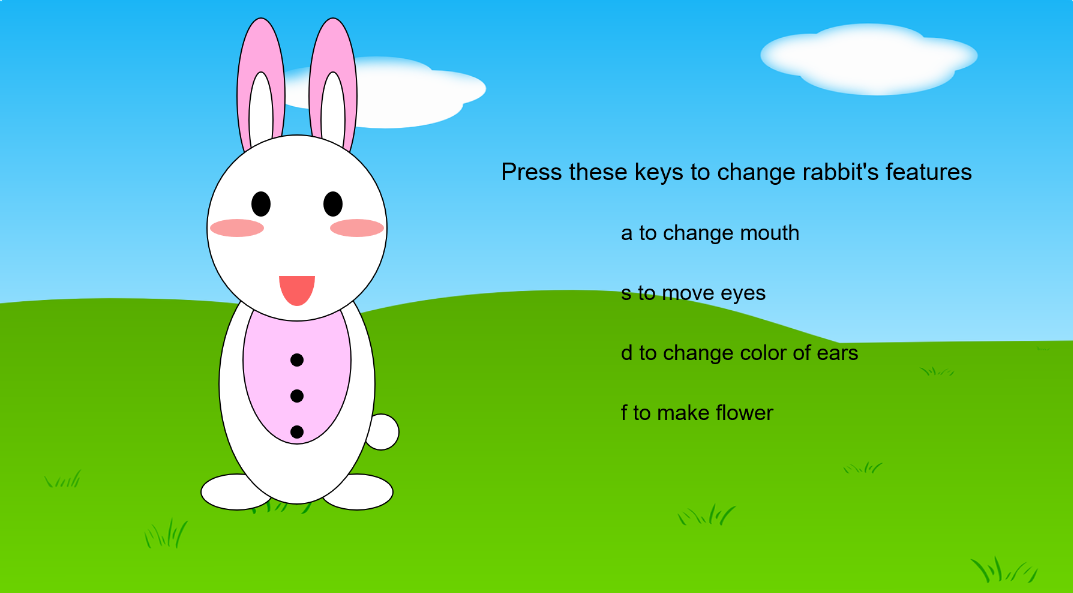 Press these keys to change rabbit's features
a to change mouth
s to move eyes
d to change color of ears
f to make flower